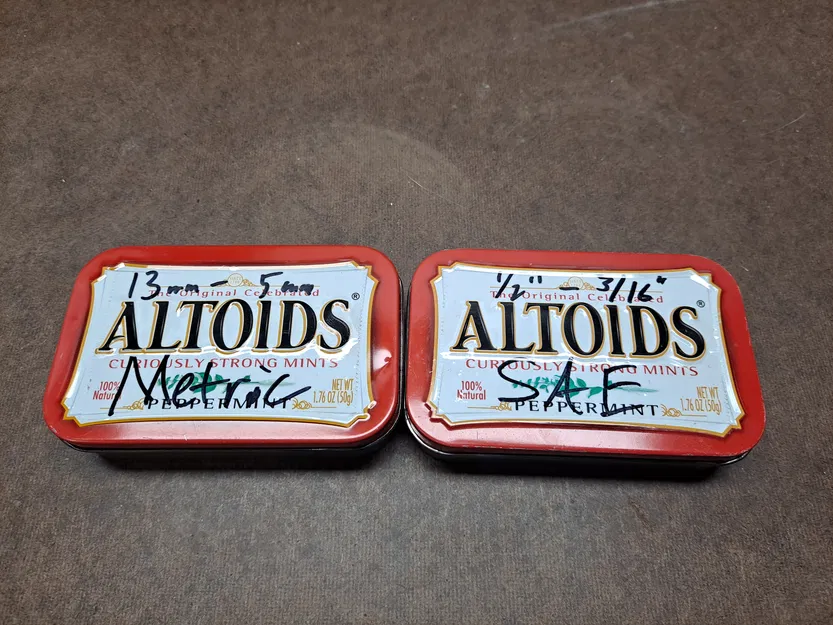 13mm - 5mm
The Original Celebrated
ALTOIDS®
CURIOUSLY STRONG MINTS
Metric
100%
Natural
PEPPERMINT
NET WT
1.76 OZ (50g)
1/2" - 3/16"
The Original Celebrated
ALTOIDS®
CURIOUSLY STRONG MINTS
SAE
100%
Natural
PEPPERMINT
NET WT
1.76 OZ (50g)